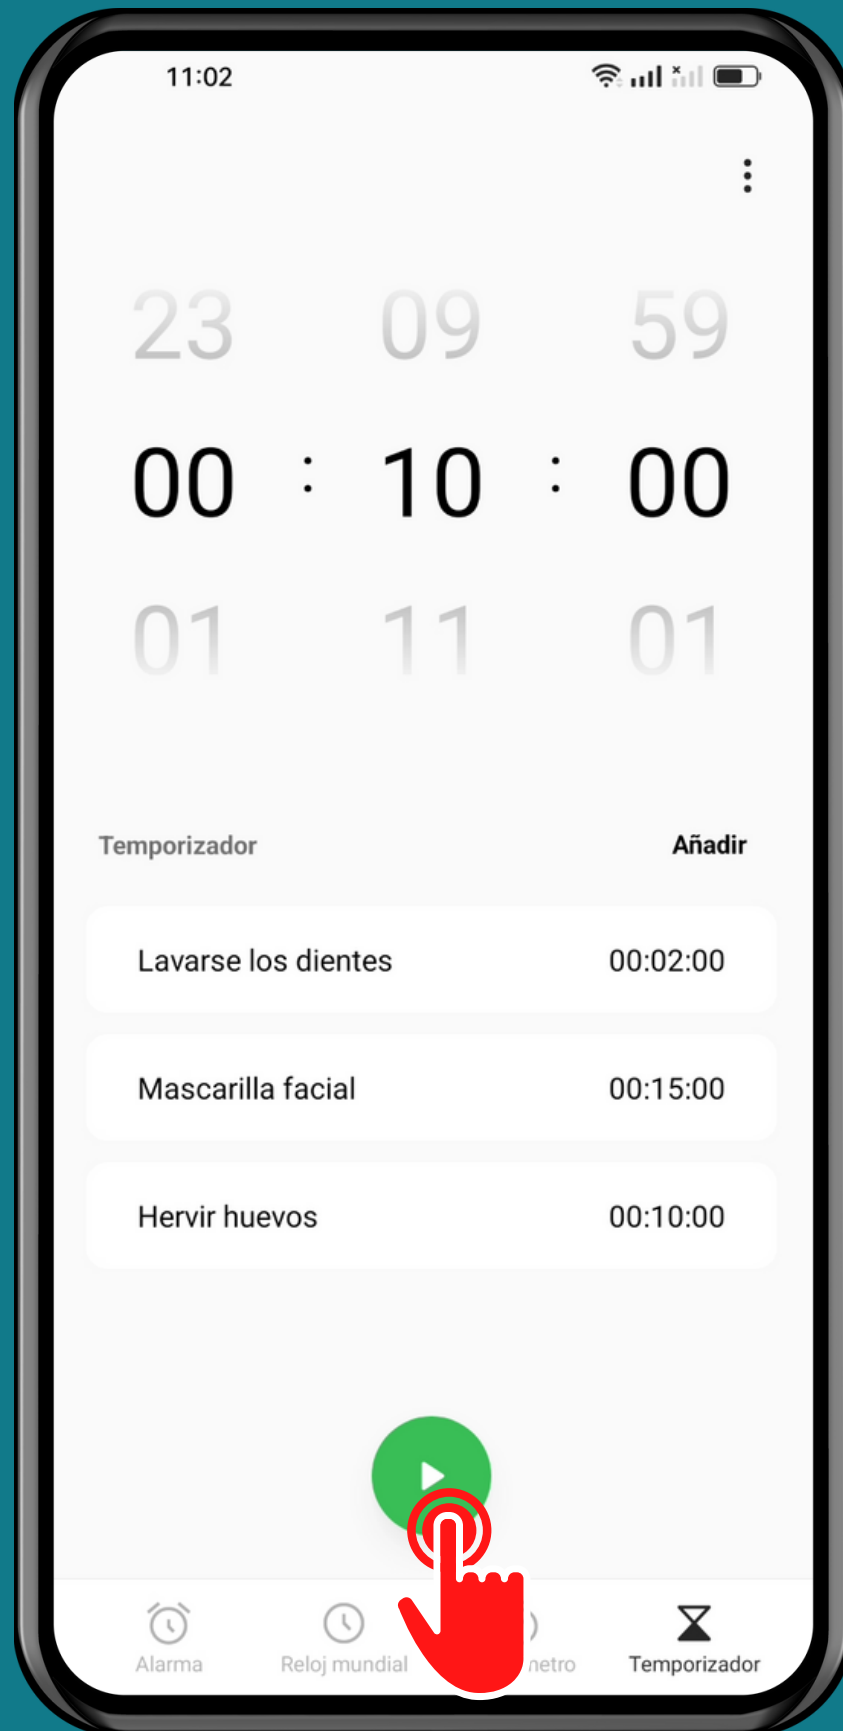 11:02
23 09 59
00 : 10 : 00
01 11 01
Temporizador Añadir
Lavarse los dientes 00:02:00
Mascarilla facial 00:15:00
Hervir huevos 00:10:00
Alarma Reloj mundial Temporizador